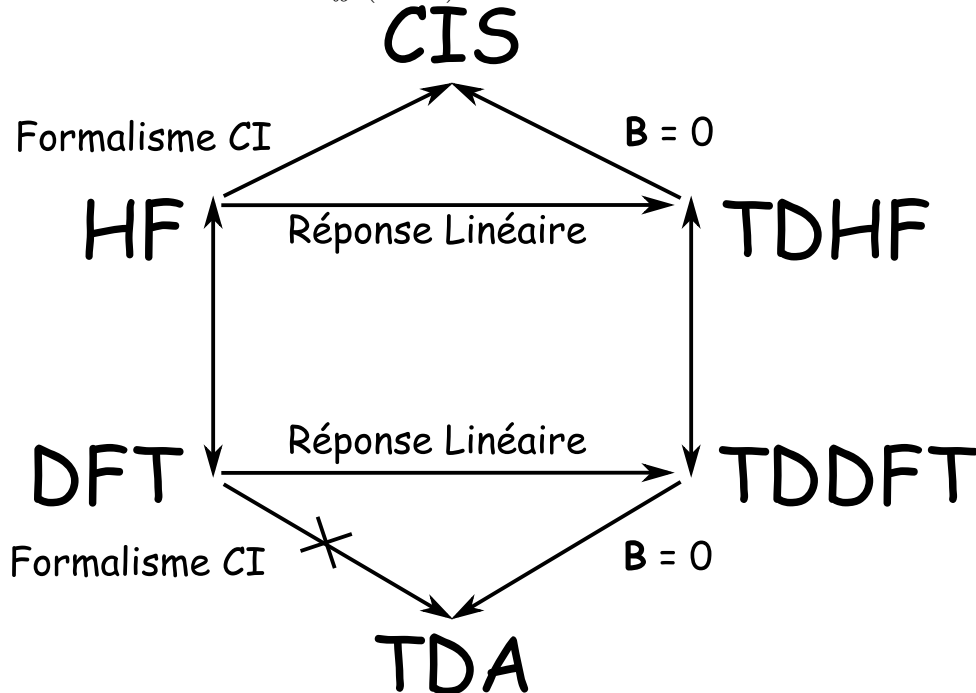 CIS
Formalisme CI
B = 0
HF
Réponse Linéaire
TDHF
Réponse Linéaire
DFT
TDDFT
Formalisme CI
B = 0
TDA